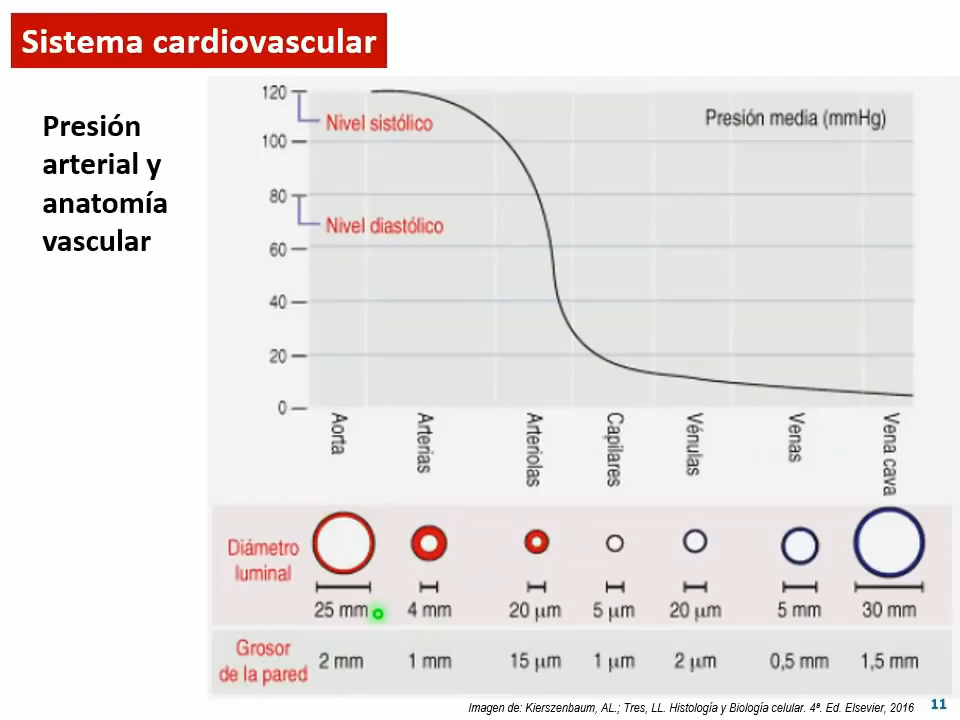 Sistema cardiovascular
Presión
arterial y
anatomía
vascular
Presión media (mmHg)
120
Nivel sistólico
100
80
Nivel diastólico
60
40
20
0
Aorta
Arterias
Arteriolas
Capilares
Vénulas
Venas
Vena cava
Diámetro
luminal
25 mm 4 mm 20 µm 5 µm 20 µm 5 mm 30 mm
Grosor
de la pared
2 mm 1 mm 15 µm 1 µm 2 µm 0,5 mm 1,5 mm
Imagen de: Kierszenbaum, AL.; Tres, LL. Histología y Biología celular. 4ª. Ed. Elsevier, 2016
11